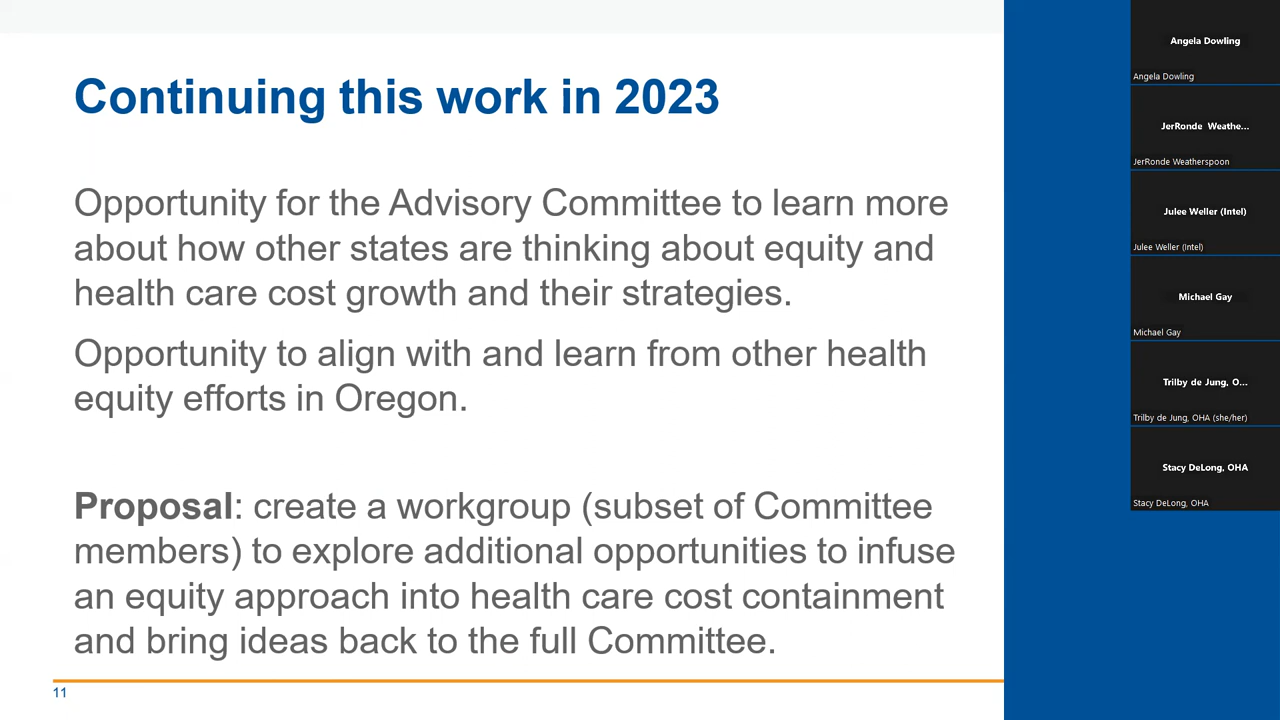 Continuing this work in 2023
Opportunity for the Advisory Committee to learn more
about how other states are thinking about equity and
health care cost growth and their strategies.
Opportunity to align with and learn from other health
equity efforts in Oregon.
Proposal: create a workgroup (subset of Committee
members) to explore additional opportunities to infuse
an equity approach into health care cost containment
and bring ideas back to the full Committee.
11
Angela Dowling
Angela Dowling
JerRonde Weathe...
JerRonde Weatherspoon
Julee Weller (Intel)
Julee Weller (Intel)
Michael Gay
Michael Gay
Trilby de Jung, O...
Trilby de Jung, OHA (she/her)
Stacy DeLong, OHA
Stacy DeLong, OHA